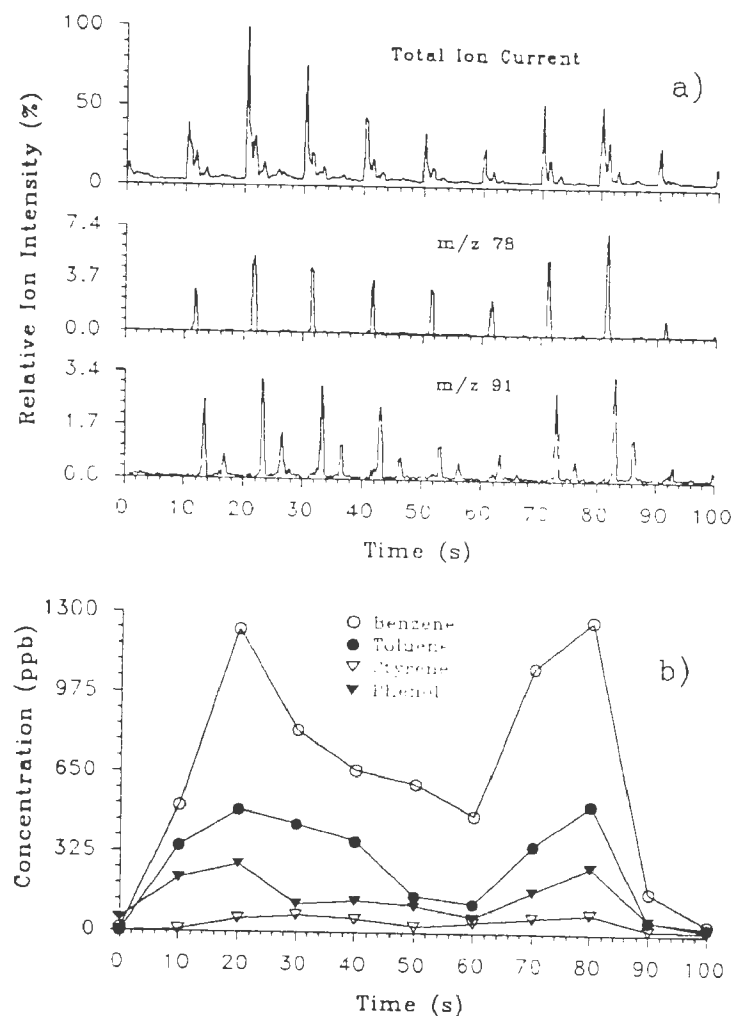 Total Ion Current
a)
100
50
0
Relative Ion Intensity (%)
m/z 78
7.4
3.7
0.0
m/z 91
3.4
1.7
0.0
0 10 20 30 40 50 60 70 80 90 100
Time (s)
b)
Concentration (ppb)
1300
975
650
325
0
Benzene
Toluene
Styrene
Phenol
0 10 20 30 40 50 60 70 80 90 100
Time (s)